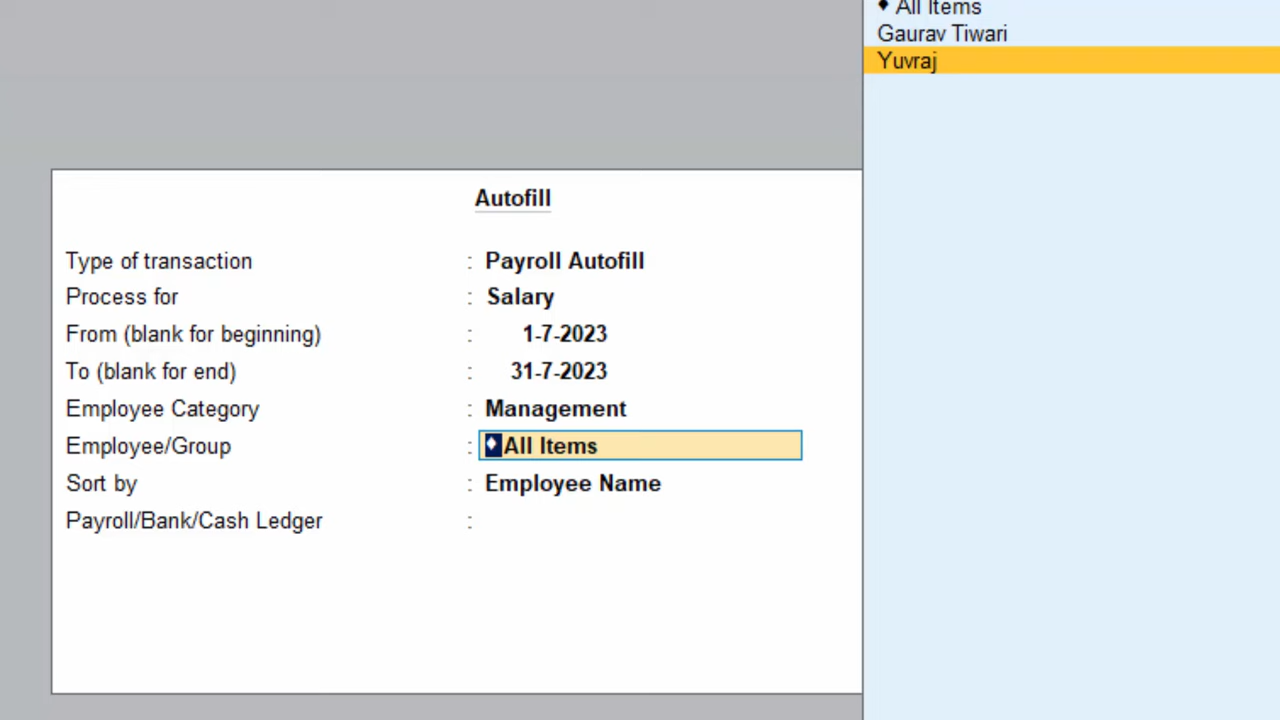 ♦ All Items
Gaurav Tiwari
Yuvraj
Autofill
Type of transaction : Payroll Autofill
Process for : Salary
From (blank for beginning) : 1-7-2023
To (blank for end) : 31-7-2023
Employee Category : Management
Employee/Group : ♦ All Items
Sort by : Employee Name
Payroll/Bank/Cash Ledger :